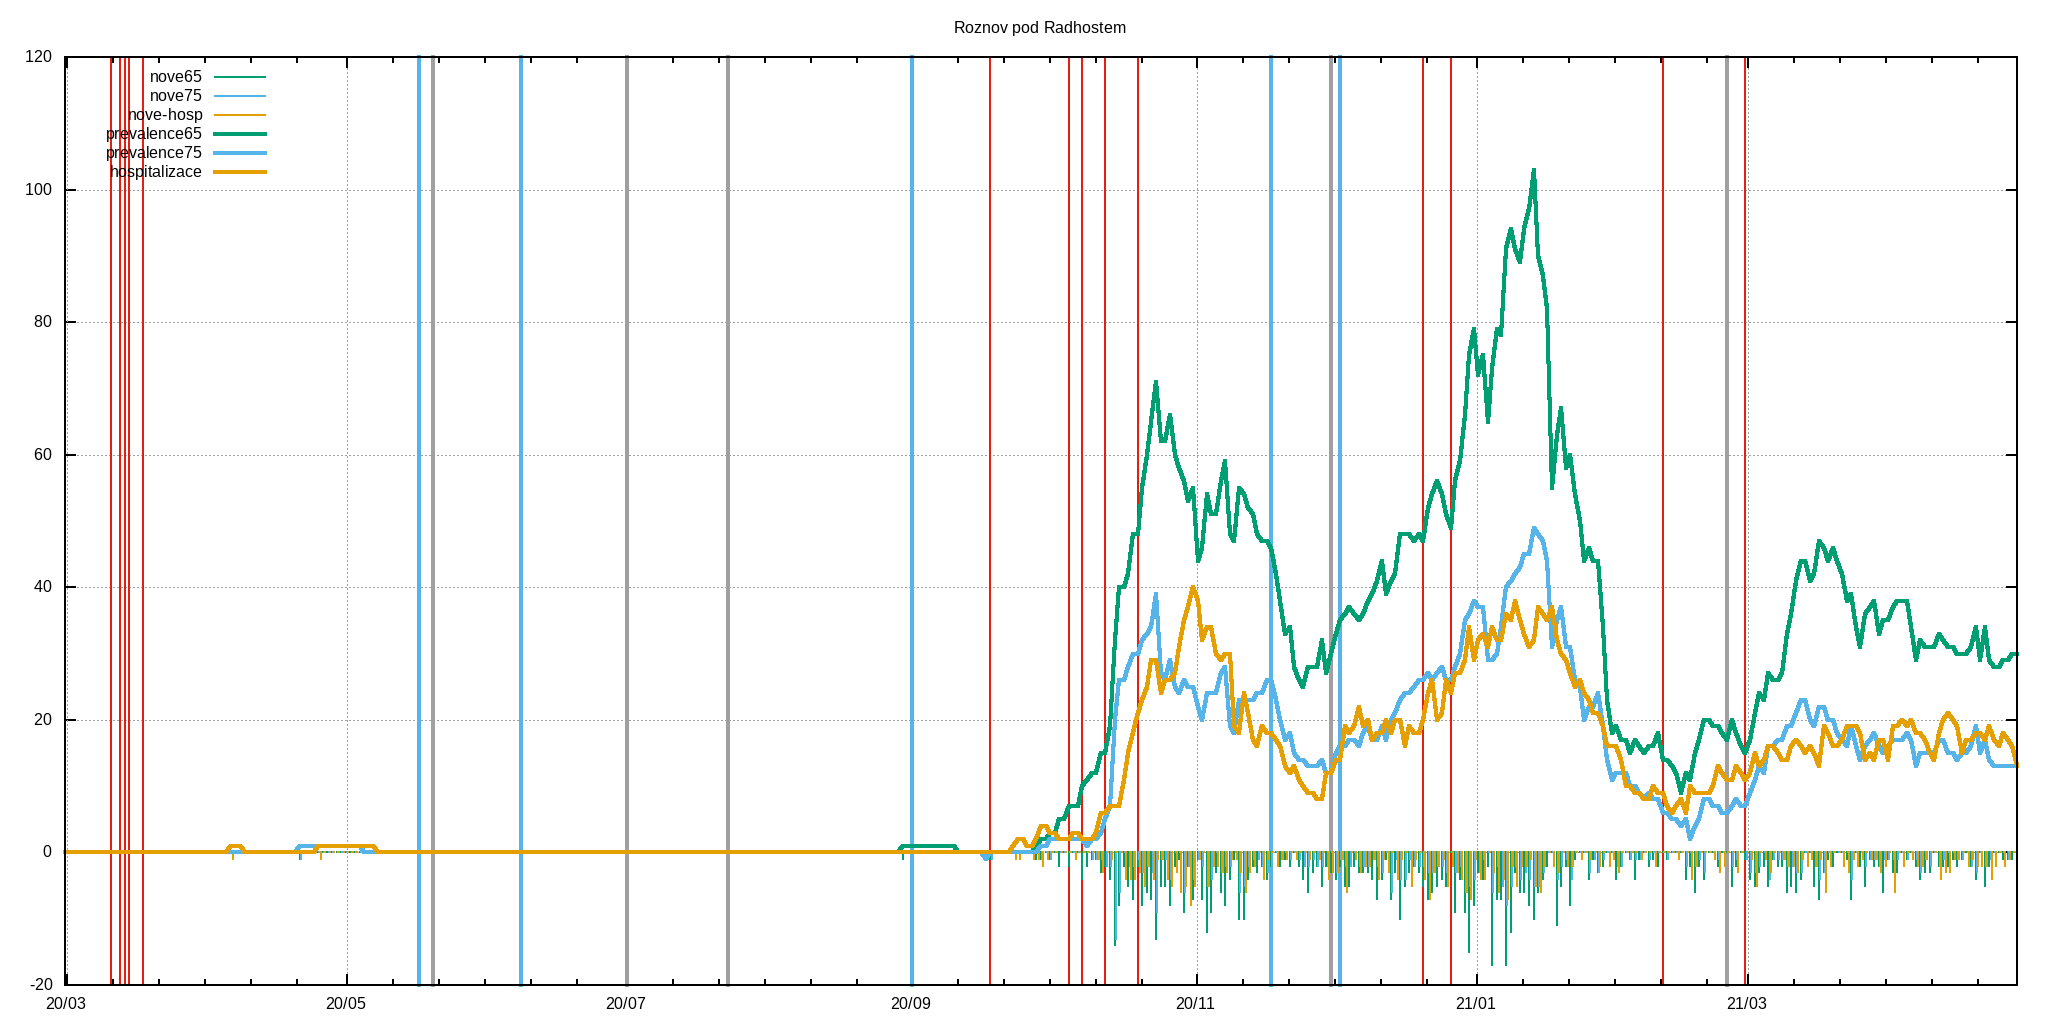 Roznov pod Radhostem
120
100
80
60
40
20
0
-20
nove65
nove75
nove-hosp
prevalence65
prevalence75
hospitalizace
20/03 20/05 20/07 20/09 20/11 21/01 21/03